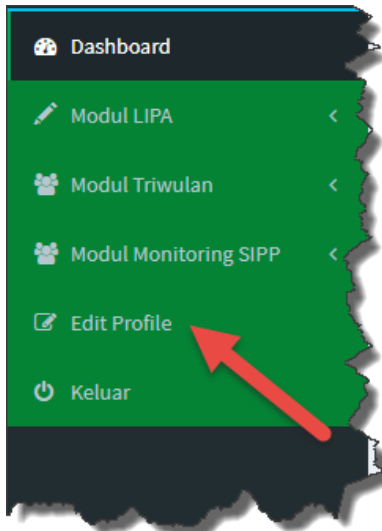 Dashboard
Modul LIPA
Modul Triwulan
Modul Monitoring SIPP
Edit Profile
Keluar